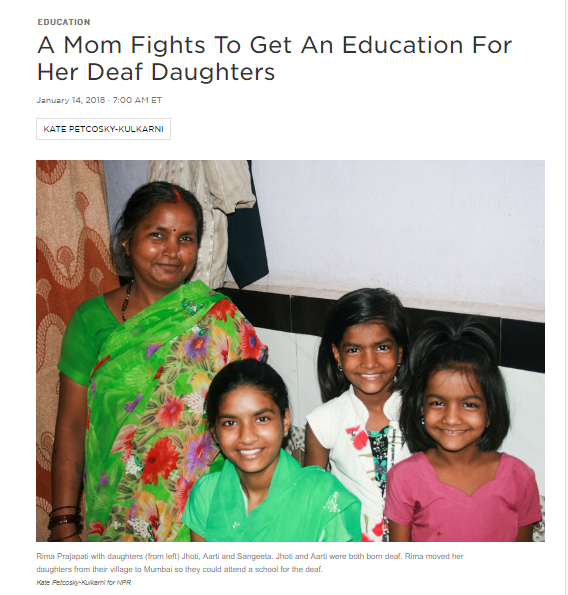 EDUCATION
A Mom Fights To Get An Education For
Her Deaf Daughters
January 14, 2018 · 7:00 AM ET
KATE PETCOSKY-KULKARNI
Rima Prajapati with daughters (from left) Jhoti, Aarti and Sangeeta. Jhoti and Aarti were both born deaf. Rima moved her
daughters from their village to Mumbai so they could attend a school for the deaf.
Kate Petcosky-Kulkarni for NPR